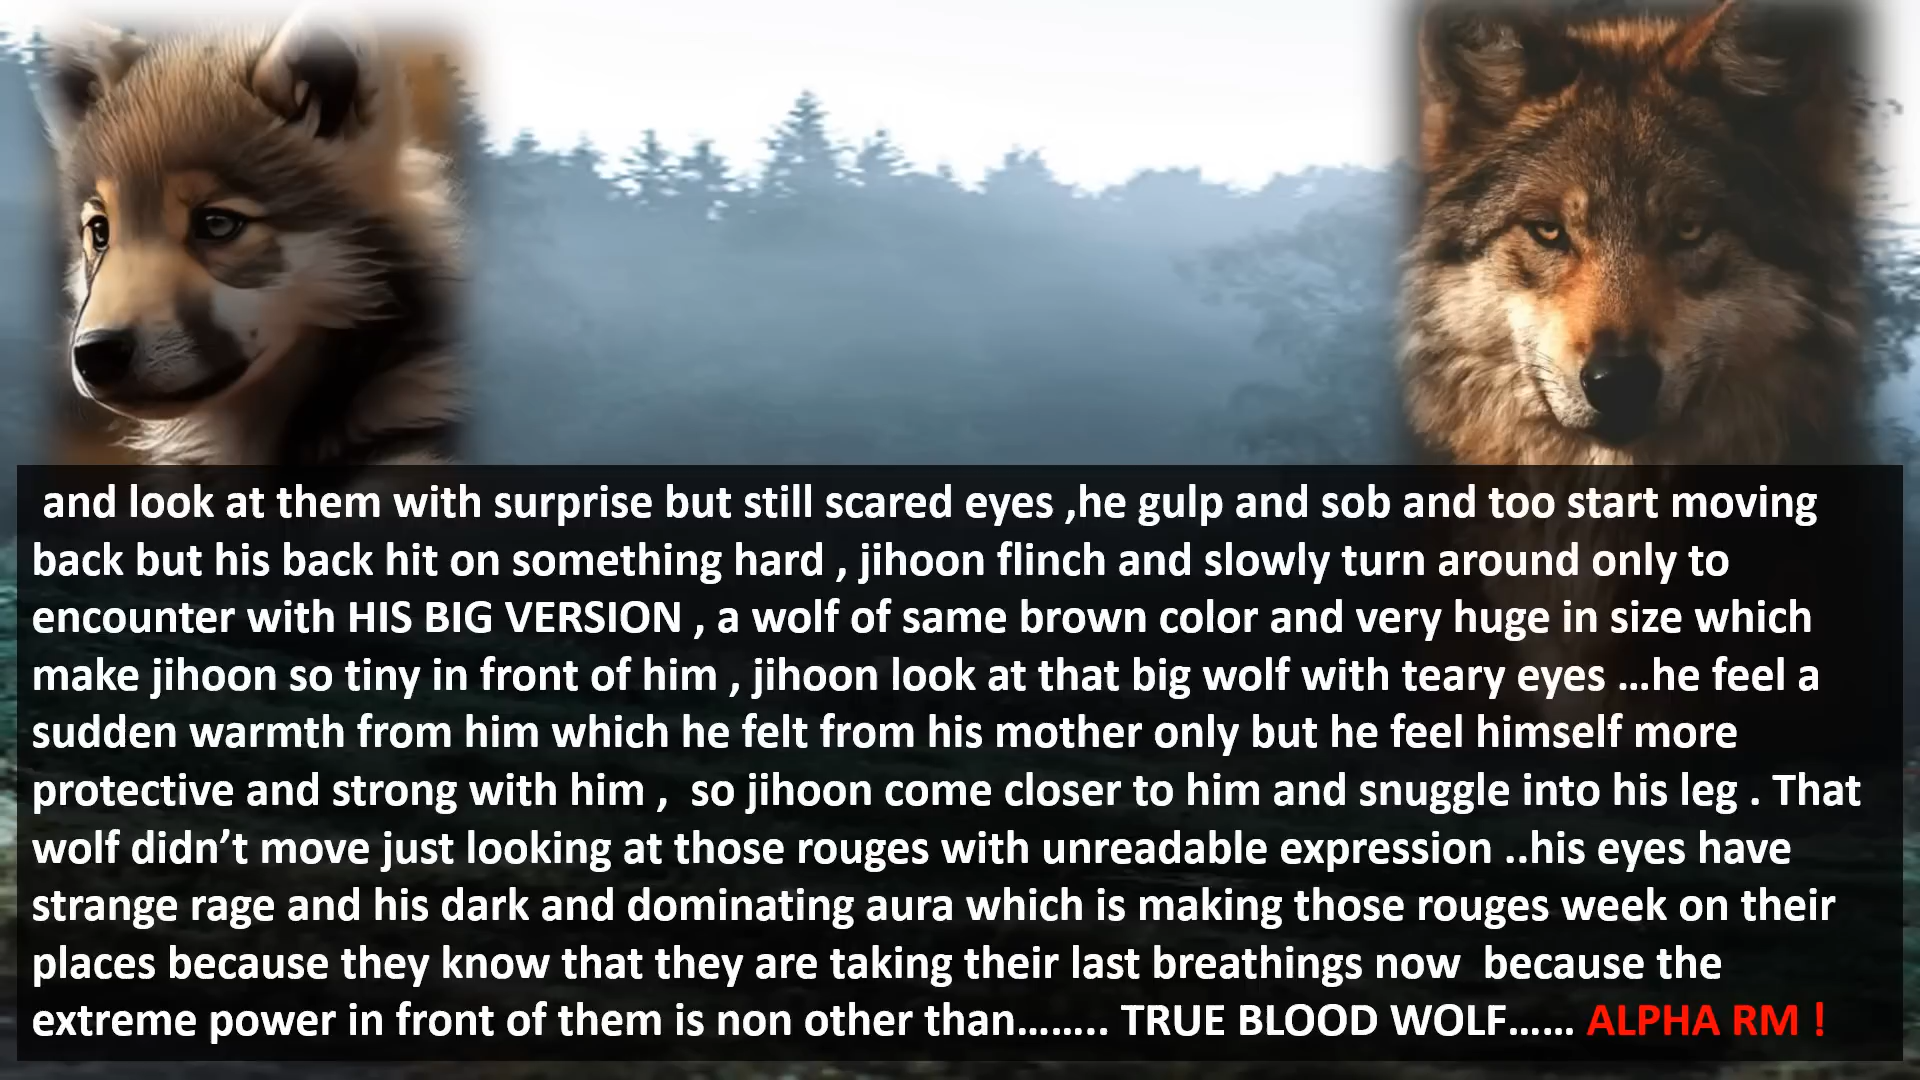 and look at them with surprise but still scared eyes ,he gulp and sob and too start moving
back but his back hit on something hard , jihoon flinch and slowly turn around only to
encounter with HIS BIG VERSION , a wolf of same brown color and very huge in size which
make jihoon so tiny in front of him , jihoon look at that big wolf with teary eyes ...he feel a
sudden warmth from him which he felt from his mother only but he feel himself more
protective and strong with him ,  so jihoon come closer to him and snuggle into his leg . That
wolf didn’t move just looking at those rouges with unreadable expression ..his eyes have
strange rage and his dark and dominating aura which is making those rouges week on their
places because they know that they are taking their last breathings now  because the
extreme power in front of them is non other than…….. TRUE BLOOD WOLF…… ALPHA RM !